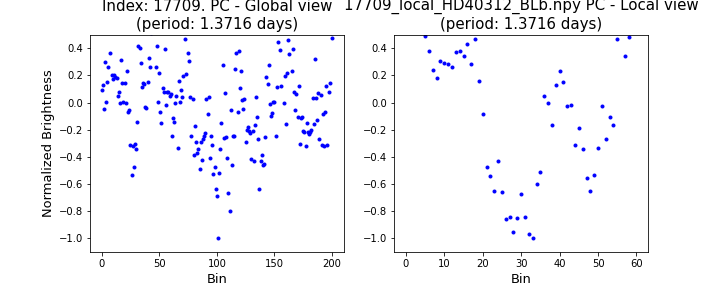 Index: 17709. PC - Global view
(period: 1.3716 days)
17709_local_HD40312_BLb.npy PC - Local view
(period: 1.3716 days)
Normalized Brightness
0.4
0.2
0.0
−0.2
−0.4
−0.6
−0.8
−1.0
0 50 100 150 200
Bin
0.4
0.2
0.0
−0.2
−0.4
−0.6
−0.8
−1.0
0 10 20 30 40 50 60
Bin